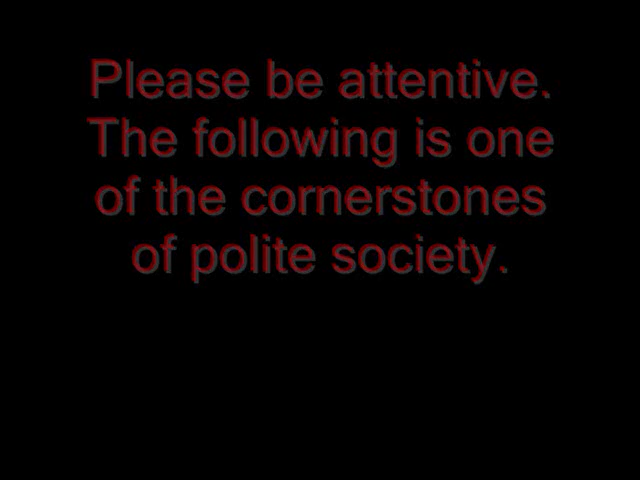 Please be attentive.
The following is one
of the cornerstones
of polite society.